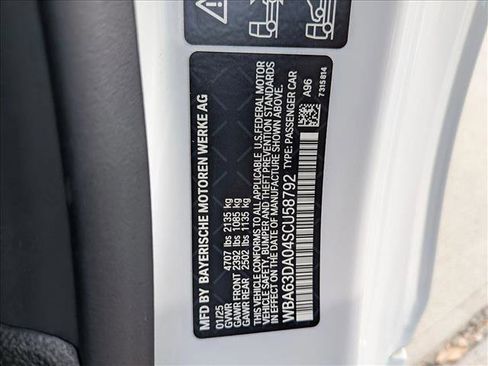 MFD BY BAYERISCHE MOTOREN WERKE AG
01/25
GVWR 4707 lbs 2135 kg
GAWR FRONT 2392 lbs 1085 kg
GAWR REAR 2502 lbs 1135 kg
THIS VEHICLE CONFORMS TO ALL APPLICABLE U.S. FEDERAL MOTOR
VEHICLE SAFETY, BUMPER, AND THEFT PREVENTION STANDARDS
IN EFFECT ON THE DATE OF MANUFACTURE SHOWN ABOVE.
WBA63DA04SCU58792 TYPE: PASSENGER CAR
A96
7315814